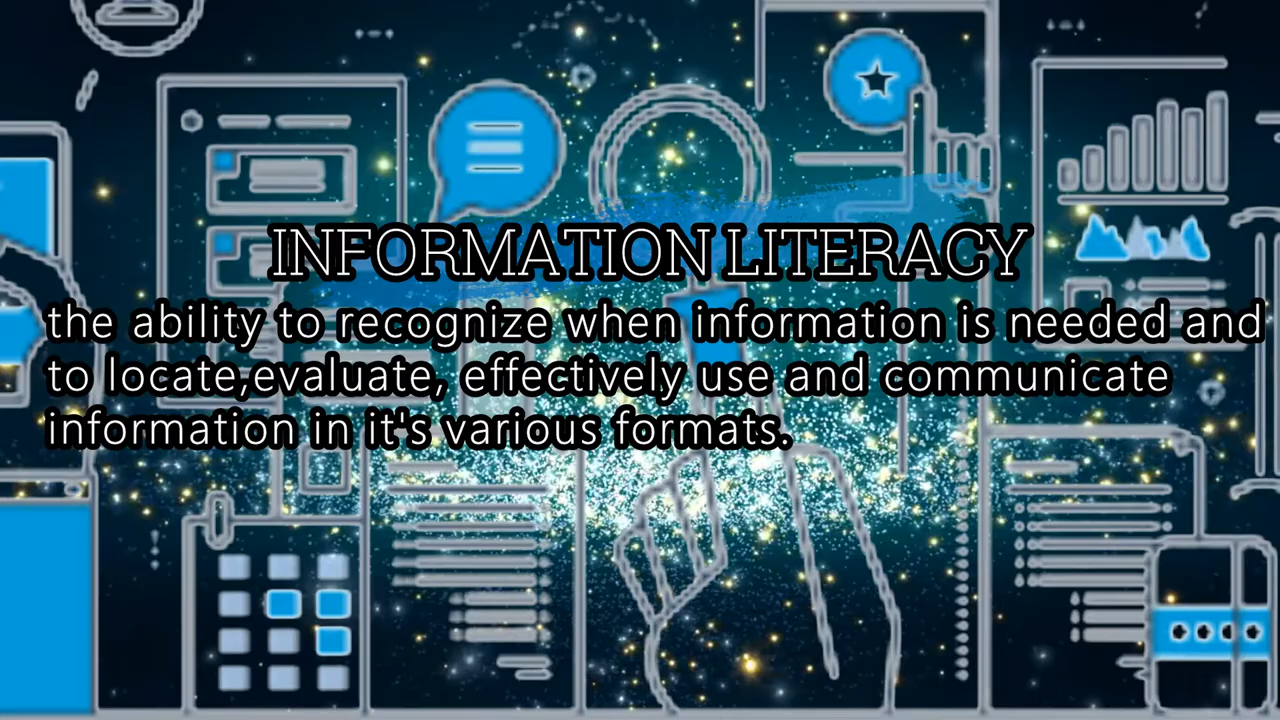 INFORMATION LITERACY
the ability to recognize when information is needed and
to locate,evaluate, effectively use and communicate
information in it's various formats.